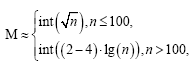 M ≈ { int(√n), n ≤ 100,
int((2−4)·lg(n)), n > 100,